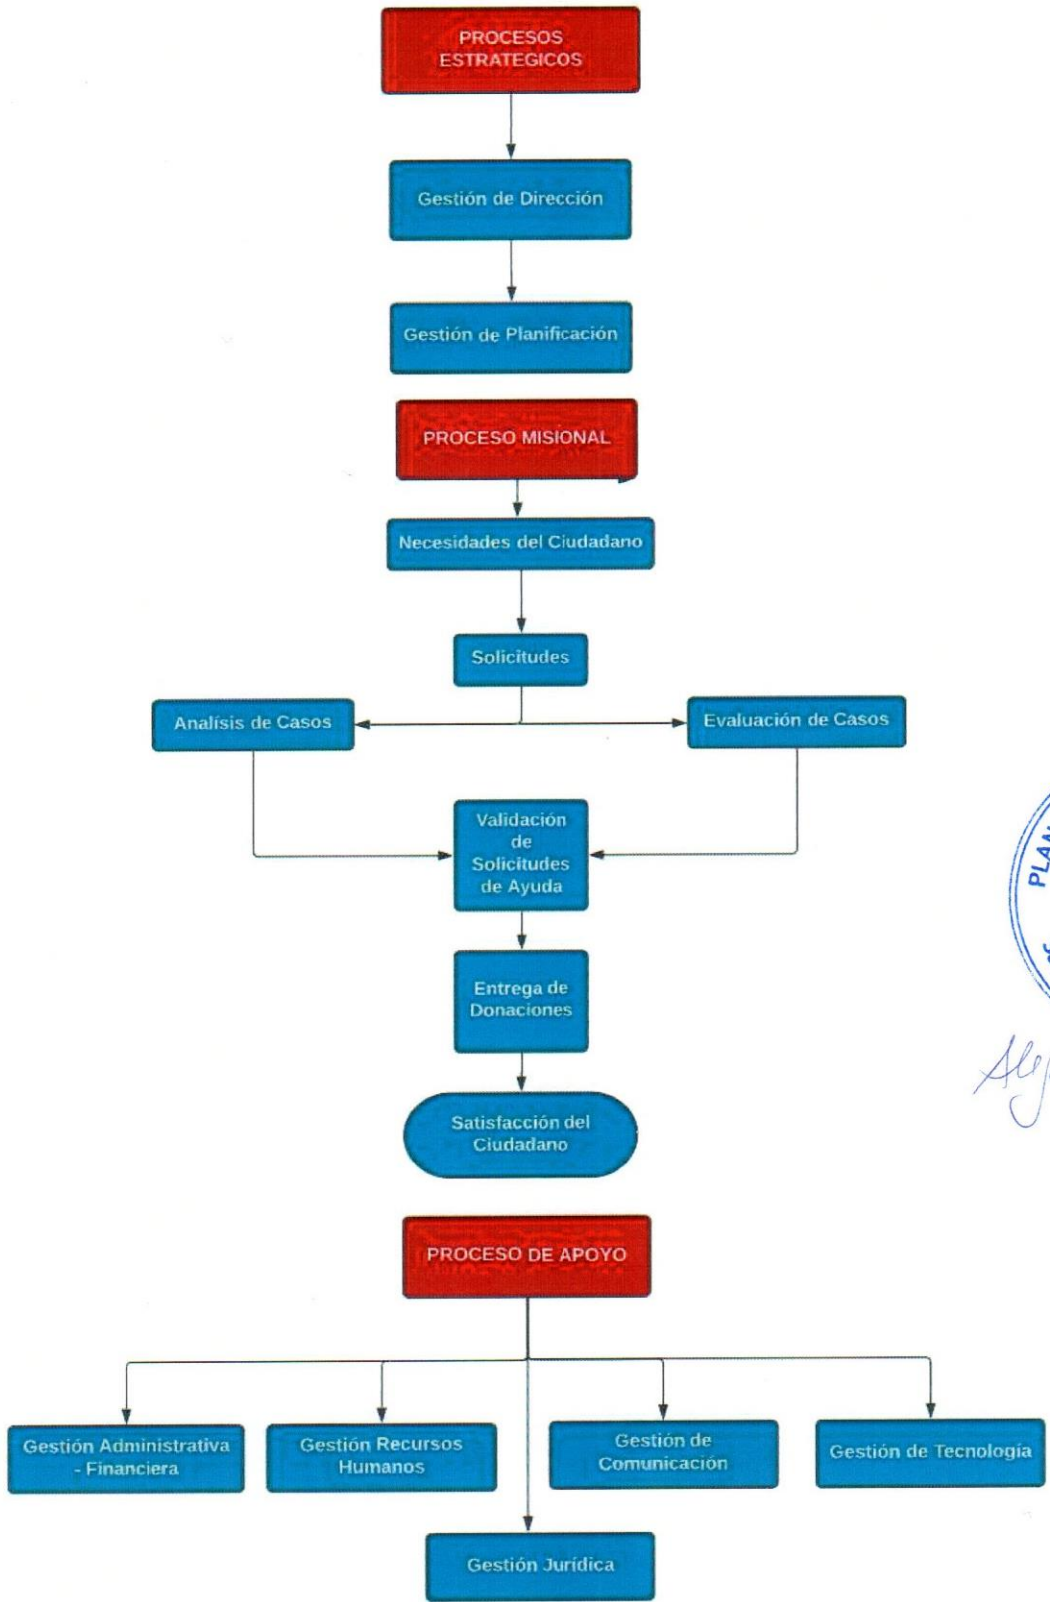 PROCESOS
ESTRATEGICOS
Gestión de Dirección
Gestión de Planificación
PROCESO MISIONAL
Necesidades del Ciudadano
Solicitudes
Analísis de Casos
Evaluación de Casos
Validación
de
Solicitudes
de Ayuda
Entrega de
Donaciones
Satisfacción del
Ciudadano
PROCESO DE APOYO
Gestión Administrativa
- Financiera
Gestión Recursos
Humanos
Gestión de
Comunicación
Gestión de Tecnología
Gestión Jurídica
PLAN